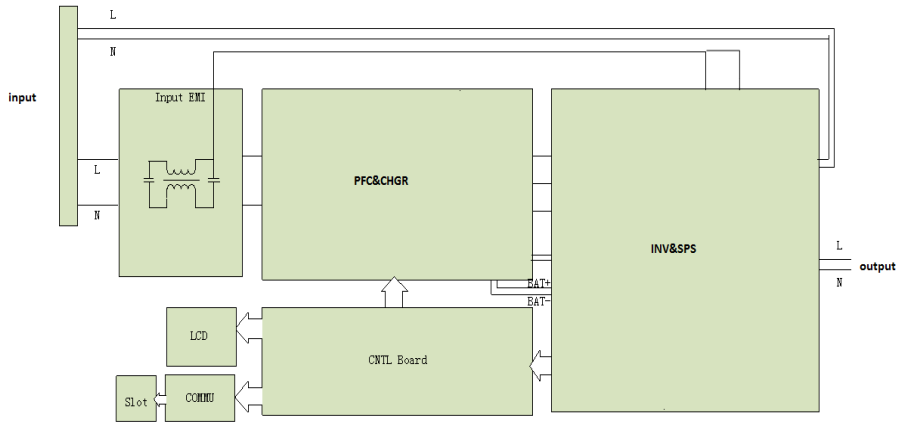 L
N
input
Input EMI
L
N
PFC&CHGR
INV&SPS
L
output
N
BAT+
BAT-
LCD
CNTL Board
Slot
COMMU